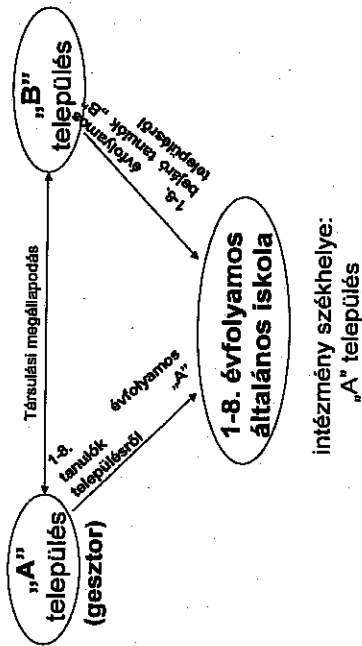 „A”
település
(gesztor)
Társulási megállapodás
„B”
település
1-8. évfolyamos
tanulók „A”
településről
1-8. évfolyamos
bejáró tanulók „B”
településről
1-8. évfolyamos
általános iskola
intézmény székhelye:
„A” település